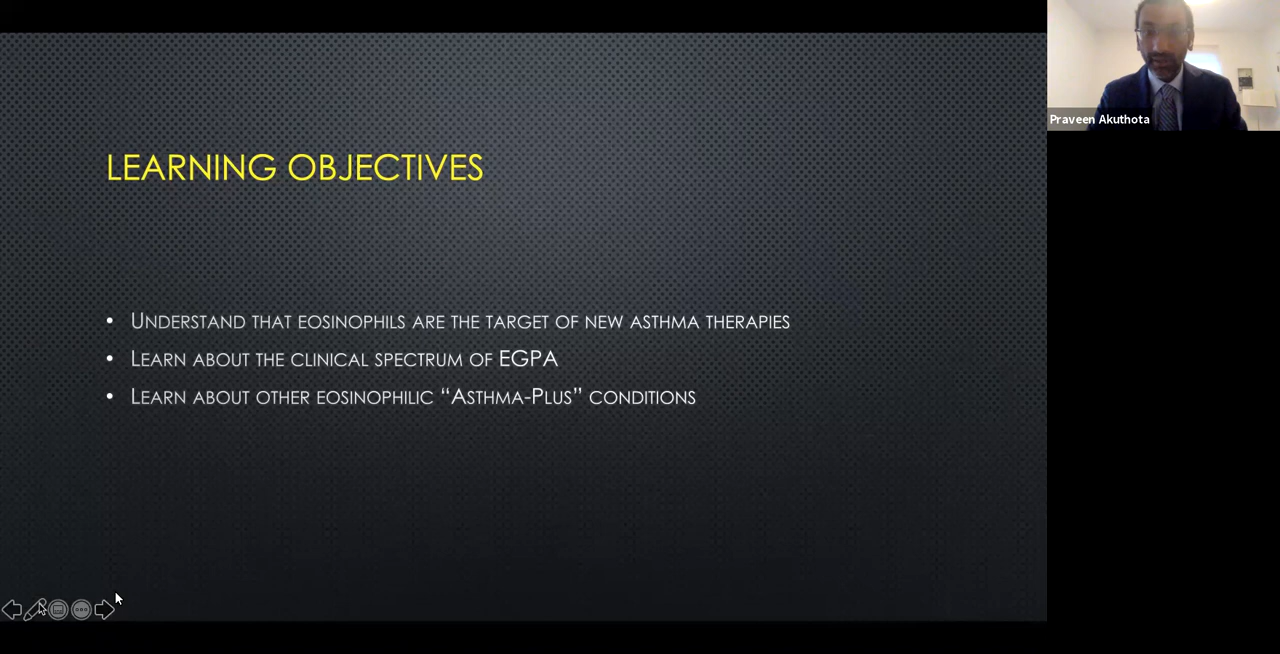 LEARNING OBJECTIVES
• UNDERSTAND THAT EOSINOPHILS ARE THE TARGET OF NEW ASTHMA THERAPIES
• LEARN ABOUT THE CLINICAL SPECTRUM OF EGPA
• LEARN ABOUT OTHER EOSINOPHILIC “ASTHMA-PLUS” CONDITIONS
Praveen Akuthota